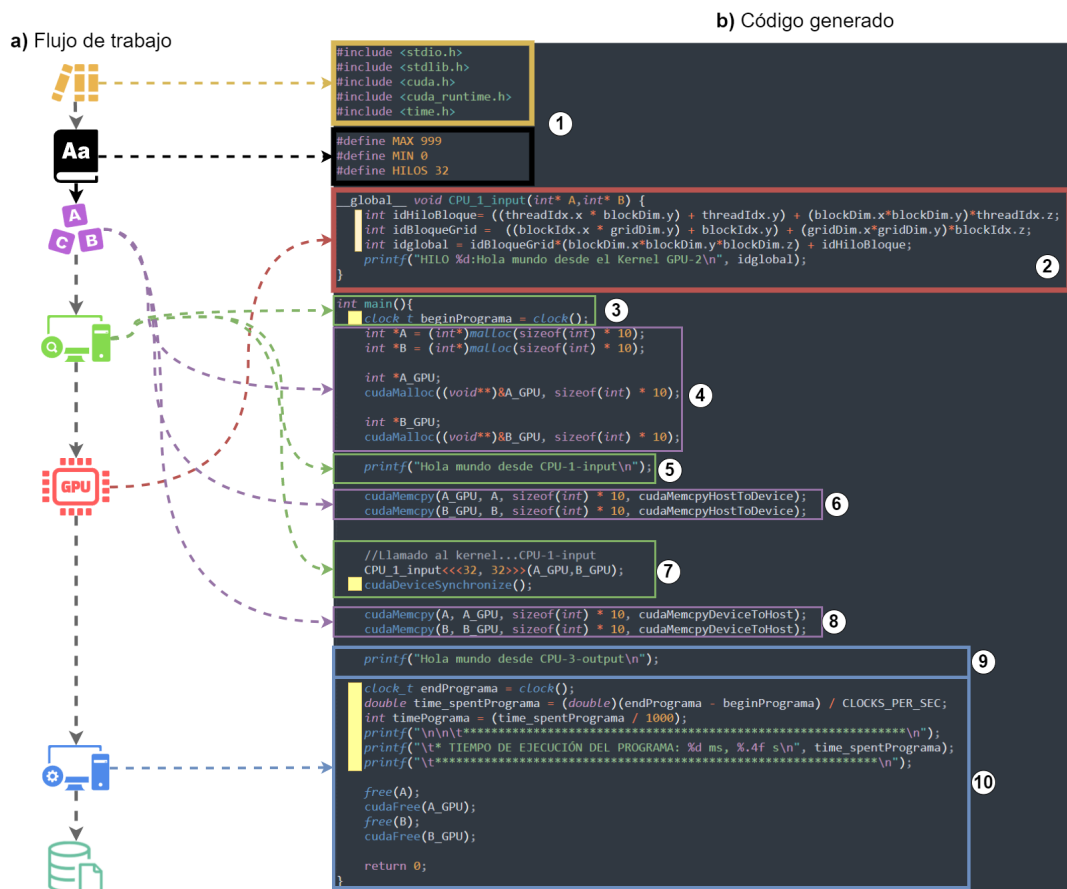 b) Código generado
a) Flujo de trabajo
#include <stdio.h>
#include <stdlib.h>
#include <cuda.h>
#include <cuda_runtime.h>
#include <time.h>
1
Aa
#define MAX 999
#define MIN 0
#define HILOS 32
A
C B
__global__ void CPU_1_input(int* A,int* B) {
int idHiloBloque= ((threadIdx.x * blockDim.y) + threadIdx.y) + (blockDim.x*blockDim.y)*threadIdx.z;
int idBloqueGrid = ((blockIdx.x * gridDim.y) + blockIdx.y) + (gridDim.x*gridDim.y)*blockIdx.z;
int idglobal = idBloqueGrid*(blockDim.x*blockDim.y*blockDim.z) + idHiloBloque;
printf("HILO %d:Hola mundo desde el Kernel GPU-2\n", idglobal);
}
2
int main(){
clock_t beginPrograma = clock();
3
int *A = (int*)malloc(sizeof(int) * 10);
int *B = (int*)malloc(sizeof(int) * 10);
int *A_GPU;
cudaMalloc((void**)&A_GPU, sizeof(int) * 10);
4
int *B_GPU;
cudaMalloc((void**)&B_GPU, sizeof(int) * 10);
printf("Hola mundo desde CPU-1-input\n");
5
GPU
cudaMemcpy(A_GPU, A, sizeof(int) * 10, cudaMemcpyHostToDevice);
cudaMemcpy(B_GPU, B, sizeof(int) * 10, cudaMemcpyHostToDevice);
6
//Llamado al kernel...CPU-1-input
CPU_1_input<<<32, 32>>>(A_GPU,B_GPU);
cudaDeviceSynchronize();
7
cudaMemcpy(A, A_GPU, sizeof(int) * 10, cudaMemcpyDeviceToHost);
cudaMemcpy(B, B_GPU, sizeof(int) * 10, cudaMemcpyDeviceToHost);
8
printf("Hola mundo desde CPU-3-output\n");
9
clock_t endPrograma = clock();
double time_spentPrograma = (double)(endPrograma - beginPrograma) / CLOCKS_PER_SEC;
int timePograma = (time_spentPrograma / 1000);
printf("\n\n\t************************************************************\n");
printf("\t* TIEMPO DE EJECUCIÓN DEL PROGRAMA: %d ms, %.4f s\n", time_spentPrograma);
printf("\t************************************************************\n");
10
free(A);
cudaFree(A_GPU);
free(B);
cudaFree(B_GPU);
return 0;
}